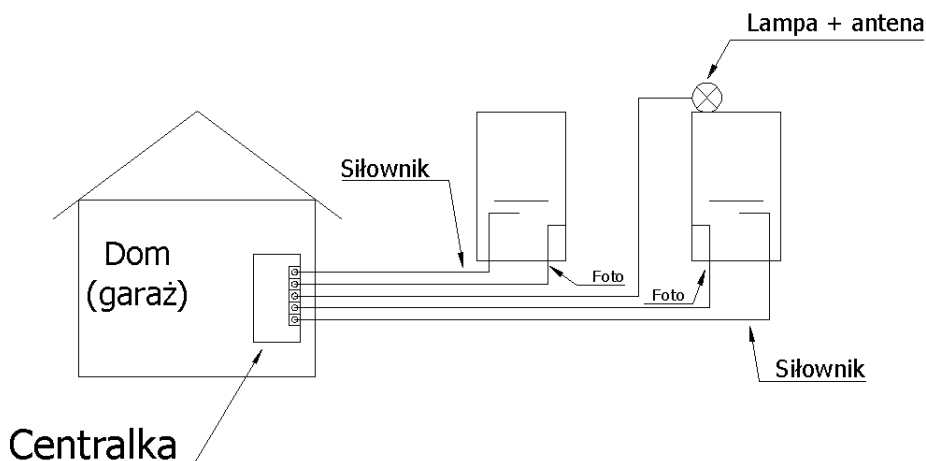 Lampa + antena
Siłownik
Dom
(garaż)
Foto
Foto
Siłownik
Centralka